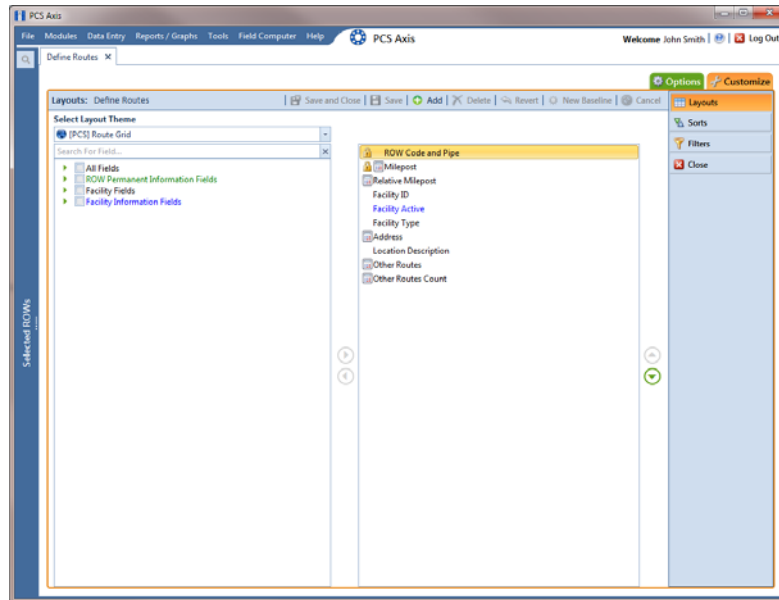 PCS Axis
File Modules Data Entry Reports / Graphs Tools Field Computer Help PCS Axis Welcome John Smith | | Log Out
Define Routes
Options Customize
Layouts: Define Routes | Save and Close | Save | Add | Delete | Revert | New Baseline | Cancel
Layouts
Select Layout Theme
Sorts
[PCS] Route Grid
Search For Field...
Filters
ROW Code and Pipe
Close
All Fields
Milepost
ROW Permanent Information Fields
Relative Milepost
Facility Fields
Facility ID
Facility Information Fields
Facility Active
Facility Type
Address
Location Description
Other Routes
Other Routes Count
Selected ROWs